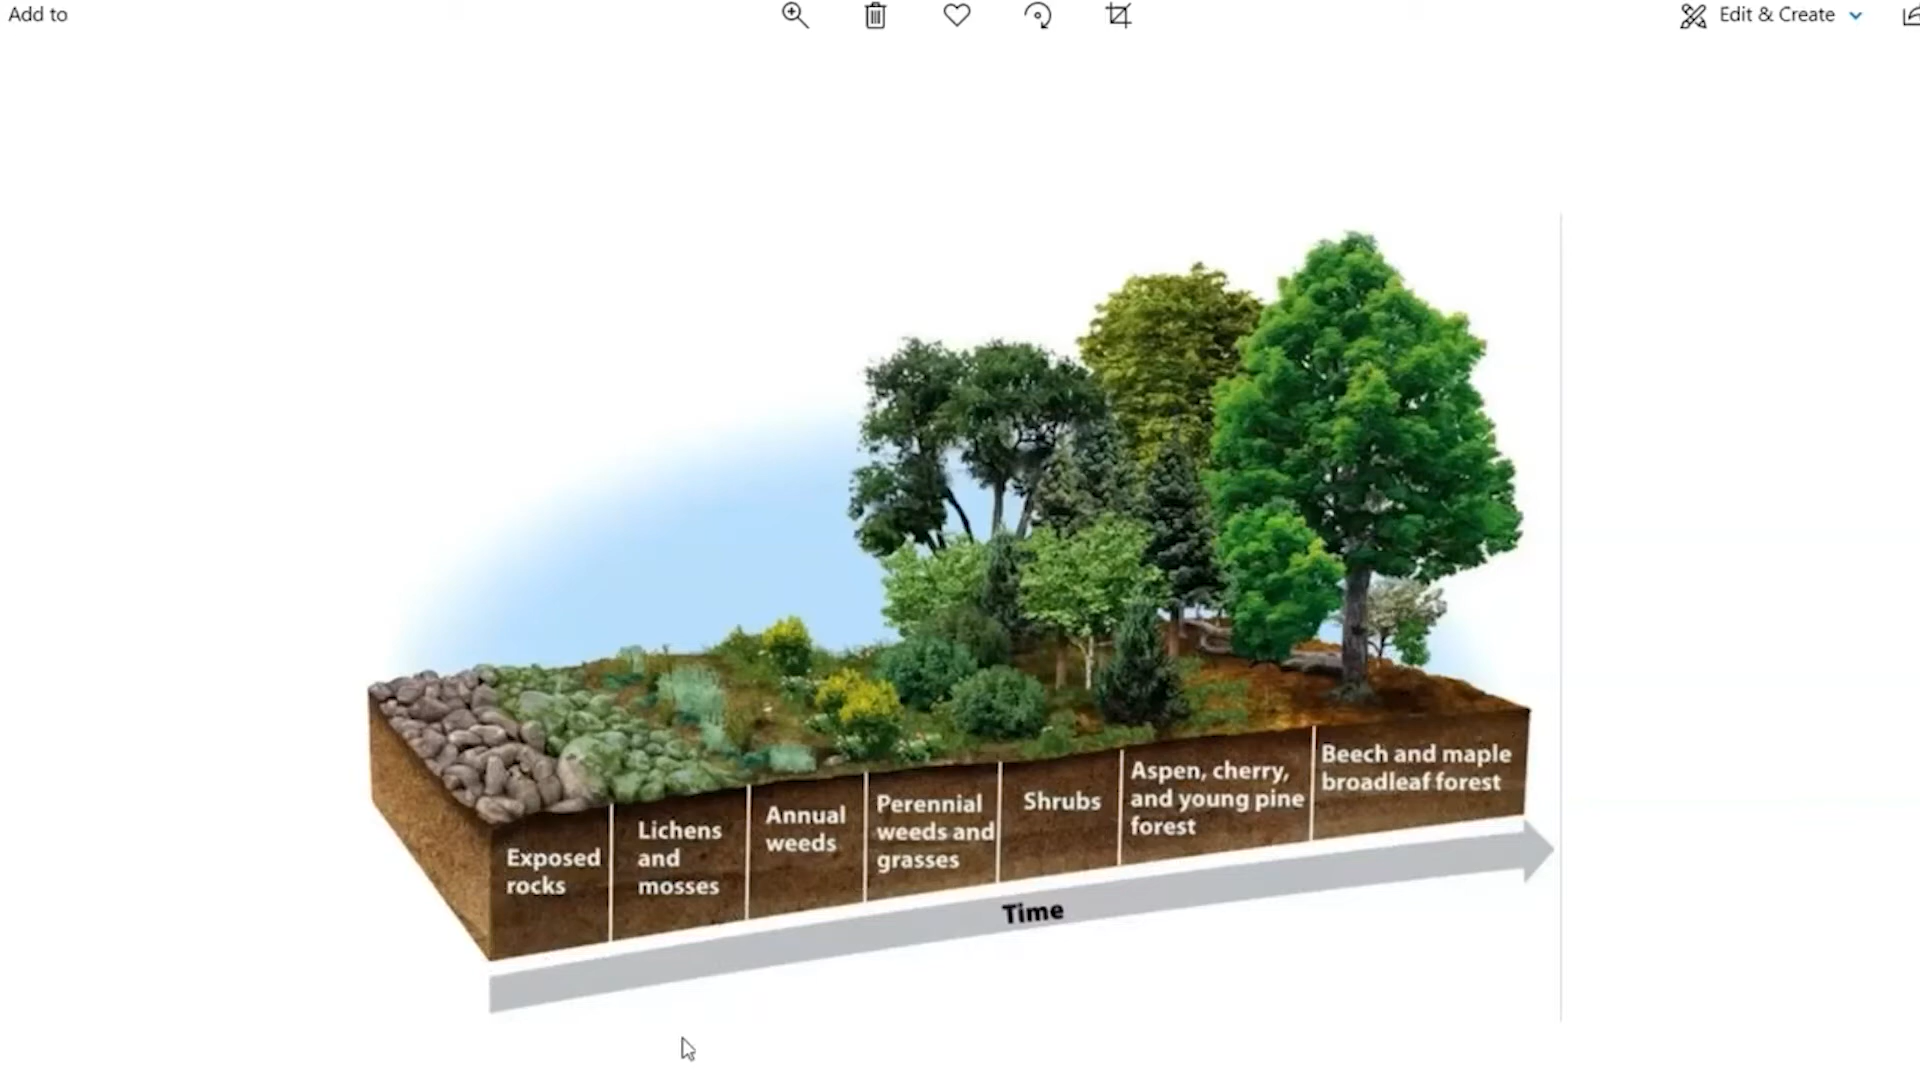 Add to
Edit & Create
Exposed
rocks
Lichens
and
mosses
Annual
weeds
Perennial
weeds and
grasses
Shrubs
Aspen, cherry,
and young pine
forest
Beech and maple
broadleaf forest
Time